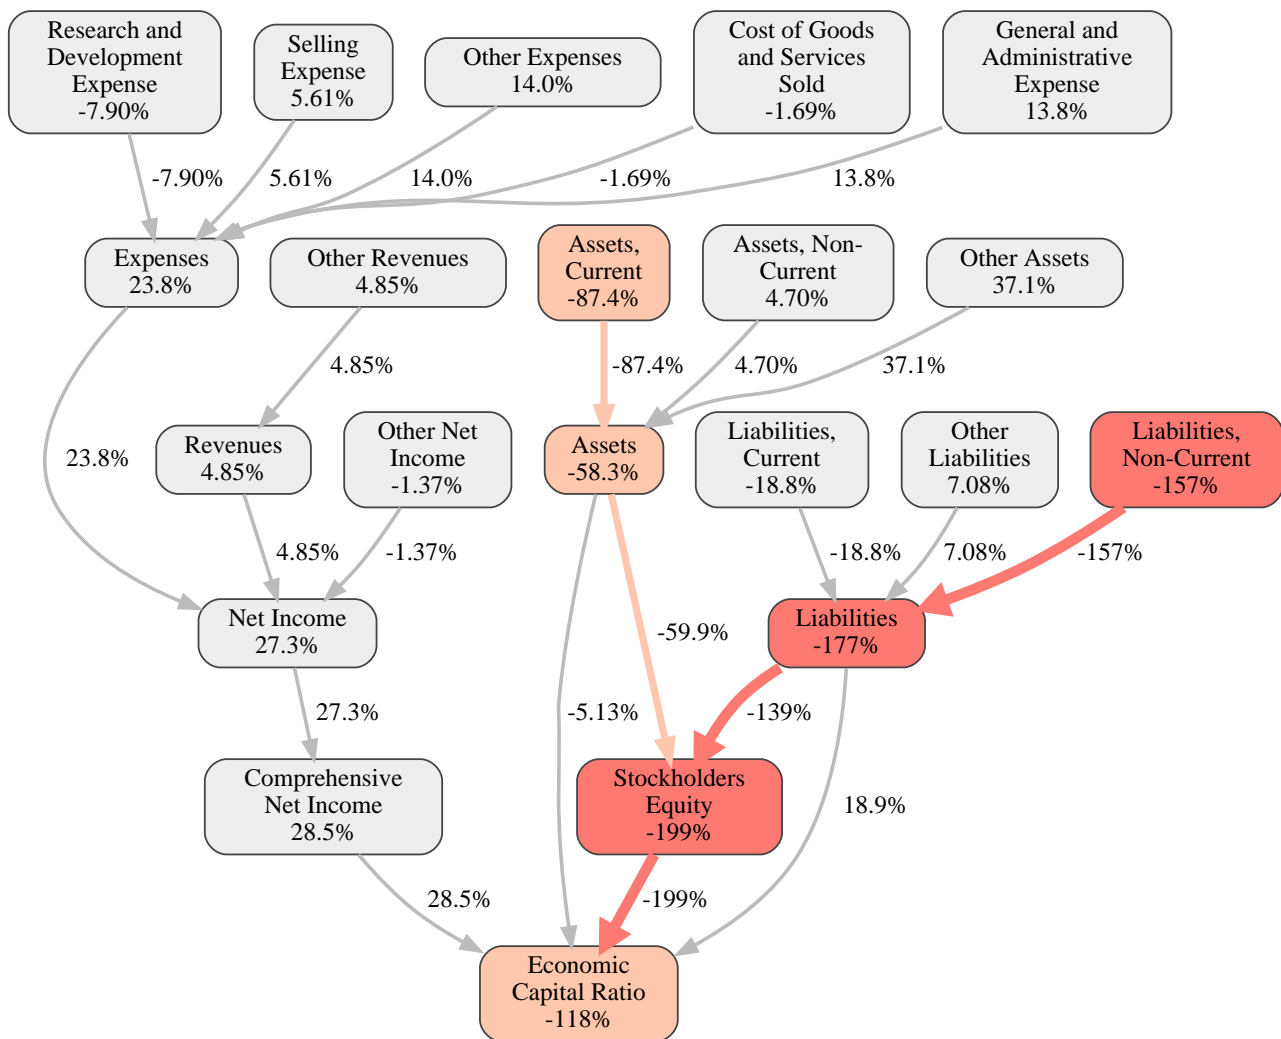 Research and
Development
Expense
-7.90%
Selling
Expense
5.61%
Other Expenses
14.0%
Cost of Goods
and Services
Sold
-1.69%
General and
Administrative
Expense
13.8%
-7.90%
5.61%
14.0%
-1.69%
13.8%
Expenses
23.8%
Other Revenues
4.85%
Assets,
Current
-87.4%
Assets, Non-
Current
4.70%
Other Assets
37.1%
4.85%
-87.4%
4.70%
37.1%
23.8%
Revenues
4.85%
Other Net
Income
-1.37%
Assets
-58.3%
Liabilities,
Current
-18.8%
Other
Liabilities
7.08%
Liabilities,
Non-Current
-157%
4.85%
-1.37%
-18.8%
7.08%
-157%
Net Income
27.3%
-59.9%
Liabilities
-177%
27.3%
-5.13%
-139%
Comprehensive
Net Income
28.5%
Stockholders
Equity
-199%
18.9%
28.5%
-199%
Economic
Capital Ratio
-118%